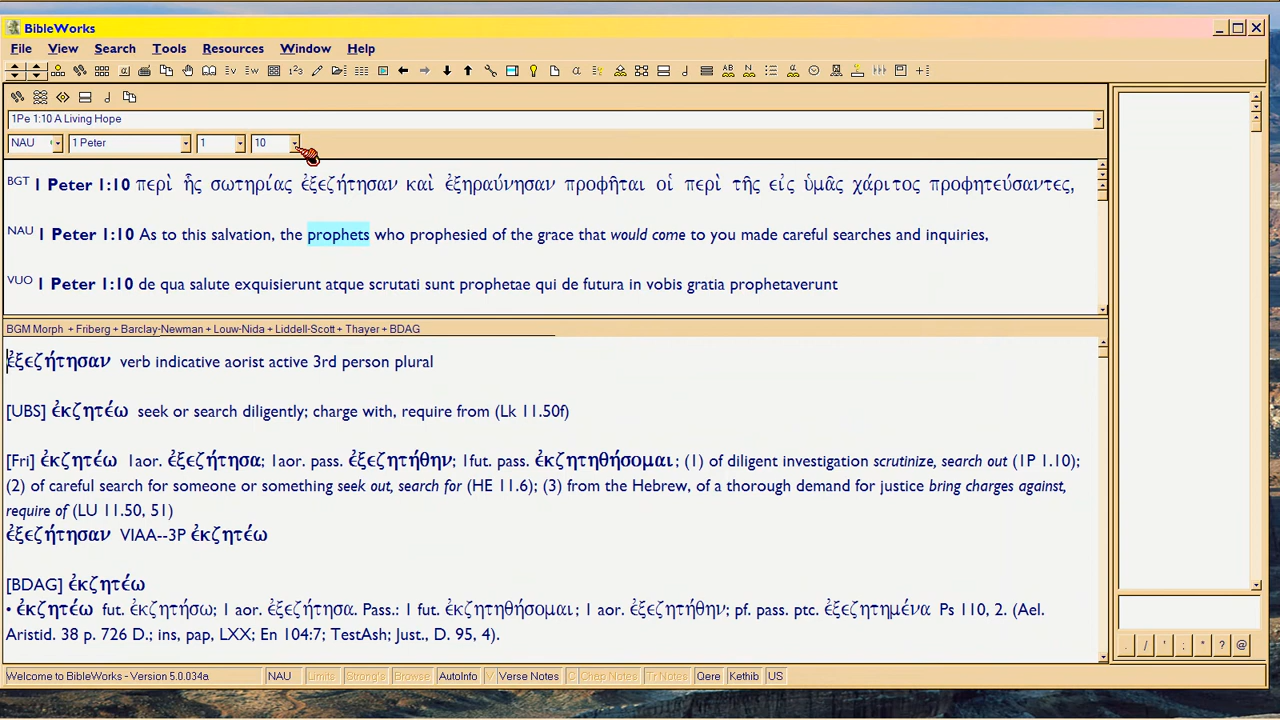 BibleWorks
File View Search Tools Resources Window Help
1Pe 1:10 A Living Hope
NAU 1 Peter 1 10
BGT 1 Peter 1:10 περὶ ἧς σωτηρίας ἐξεζήτησαν καὶ ἐξηραύνησαν προφῆται οἱ περὶ τῆς εἰς ὑμᾶς χάριτος προφητεύσαντες,
NAU 1 Peter 1:10 As to this salvation, the prophets who prophesied of the grace that would come to you made careful searches and inquiries,
VUO 1 Peter 1:10 de qua salute exquisierunt atque scrutati sunt prophetae qui de futura in vobis gratia prophetaverunt
BGM Morph + Friberg + Barclay-Newman + Louw-Nida + Liddell-Scott + Thayer + BDAG
ἐξεζήτησαν verb indicative aorist active 3rd person plural
[UBS] ἐκζητέω seek or search diligently; charge with, require from (Lk 11.50f)
[Fri] ἐκζητέω 1aor. ἐξεζήτησα; 1aor. pass. ἐξεζητήθην; 1fut. pass. ἐκζητηθήσομαι; (1) of diligent investigation scrutinize, search out (1P 1.10);
(2) of careful search for someone or something seek out, search for (HE 11.6); (3) from the Hebrew, of a thorough demand for justice bring charges against,
require of (LU 11.50, 51)
ἐξεζήτησαν VIAA--3P ἐκζητέω
[BDAG] ἐκζητέω
• ἐκζητέω fut. ἐκζητήσω; 1 aor. ἐξεζήτησα. Pass.: 1 fut. ἐκζητηθήσομαι; 1 aor. ἐξεζητήθην; pf. pass. ptc. ἐξεζητημένα Ps 110, 2. (Ael.
Aristid. 38 p. 726 D.; ins, pap, LXX; En 104:7; TestAsh; Just., D. 95, 4).
. / ' ; * ? @
Welcome to BibleWorks - Version 5.0.034a NAU Limits Strong's Browse AutoInfo V Verse Notes C Chap Notes Tr Notes Qere Kethib US